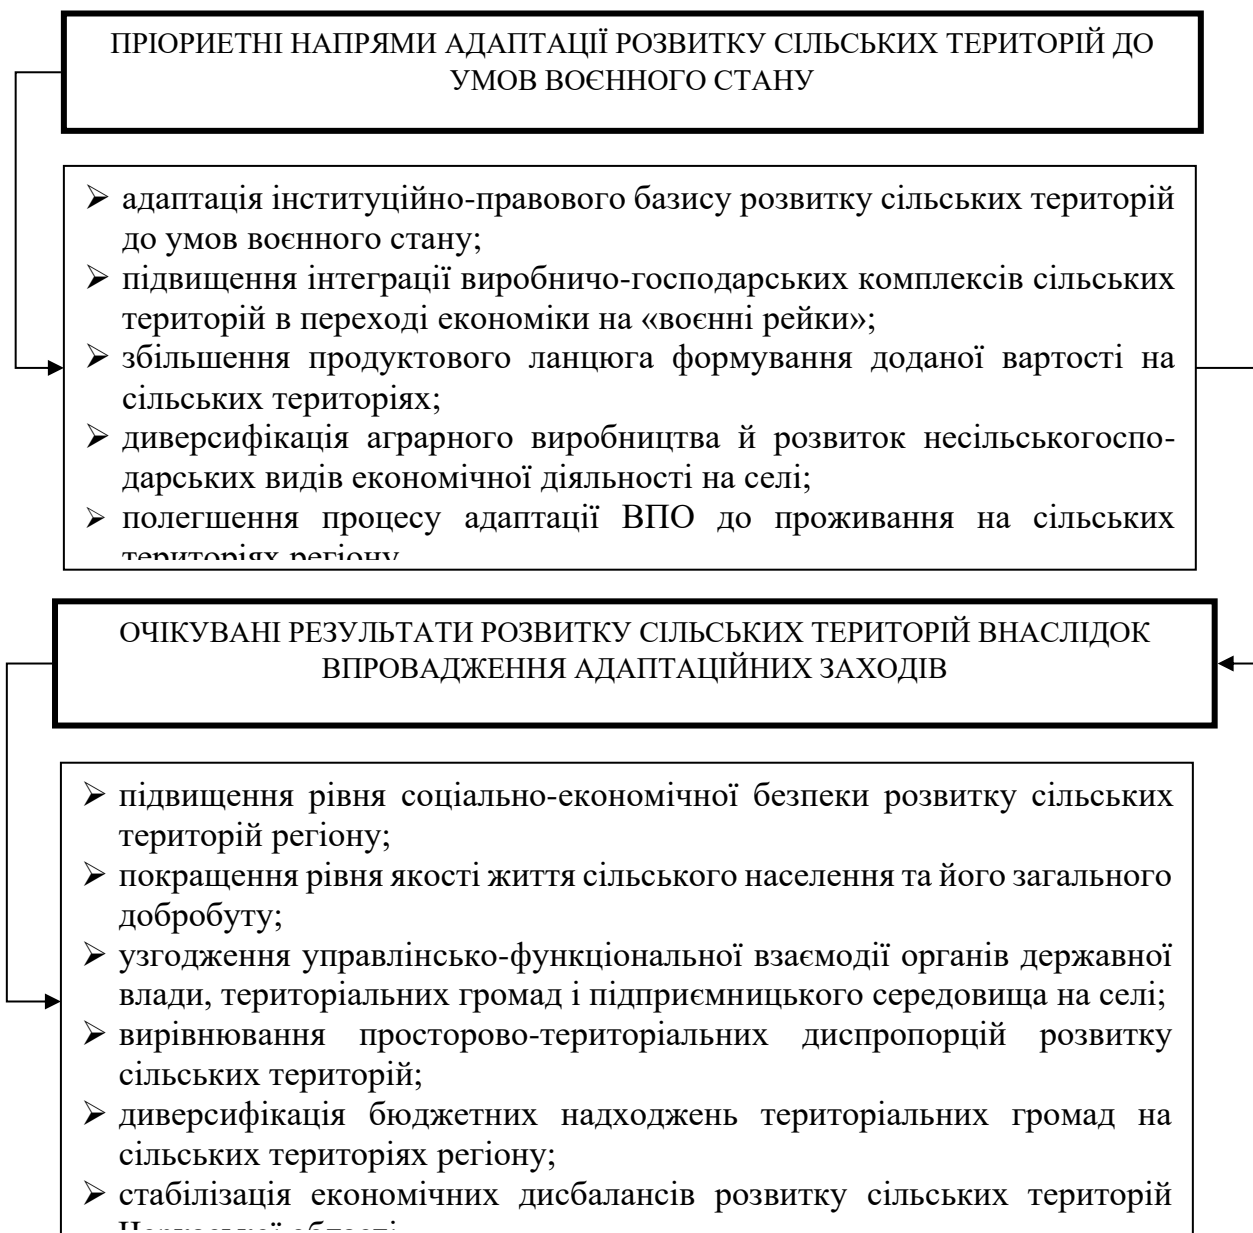 ПРІОРИЕТНІ НАПРЯМИ АДАПТАЦІЇ РОЗВИТКУ СІЛЬСЬКИХ ТЕРИТОРІЙ ДО
УМОВ ВОЄННОГО СТАНУ
➢ адаптація інституційно-правового базису розвитку сільських територій
до умов воєнного стану;
➢ підвищення інтеграції виробничо-господарських комплексів сільських
територій в переході економіки на «воєнні рейки»;
➢ збільшення продуктового ланцюга формування доданої вартості на
сільських територіях;
➢ диверсифікація аграрного виробництва й розвиток несільськогоспо-
дарських видів економічної діяльності на селі;
➢ полегшення процесу адаптації ВПО до проживання на сільських
територіях регіону
ОЧІКУВАНІ РЕЗУЛЬТАТИ РОЗВИТКУ СІЛЬСЬКИХ ТЕРИТОРІЙ ВНАСЛІДОК
ВПРОВАДЖЕННЯ АДАПТАЦІЙНИХ ЗАХОДІВ
➢ підвищення рівня соціально-економічної безпеки розвитку сільських
територій регіону;
➢ покращення рівня якості життя сільського населення та його загального
добробуту;
➢ узгодження управлінсько-функціональної взаємодії органів державної
влади, територіальних громад і підприємницького середовища на селі;
➢ вирівнювання просторово-територіальних диспропорцій розвитку
сільських територій;
➢ диверсифікація бюджетних надходжень територіальних громад на
сільських територіях регіону;
➢ стабілізація економічних дисбалансів розвитку сільських територій